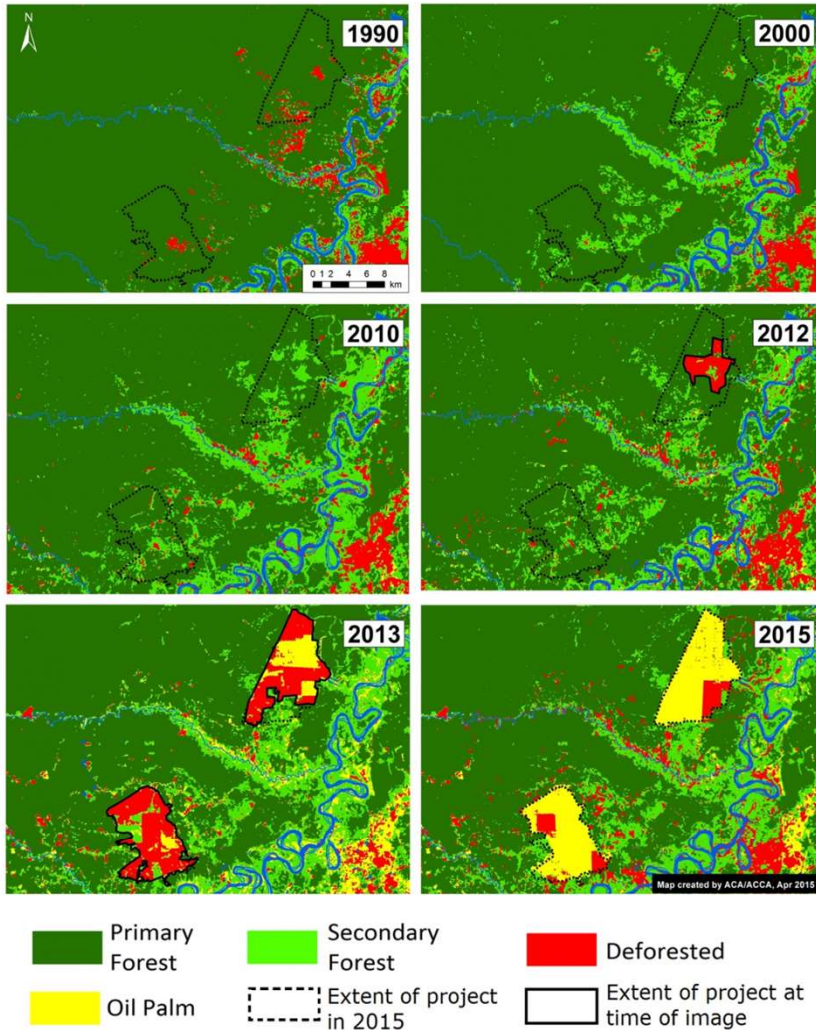 N
1990
2000
0 1 2 4 6 8
km
2010
2012
2013
2015
Map created by ACA/ACCA, Apr 2015
Primary
Forest
Secondary
Forest
Deforested
Oil Palm
Extent of project
in 2015
Extent of project at
time of image